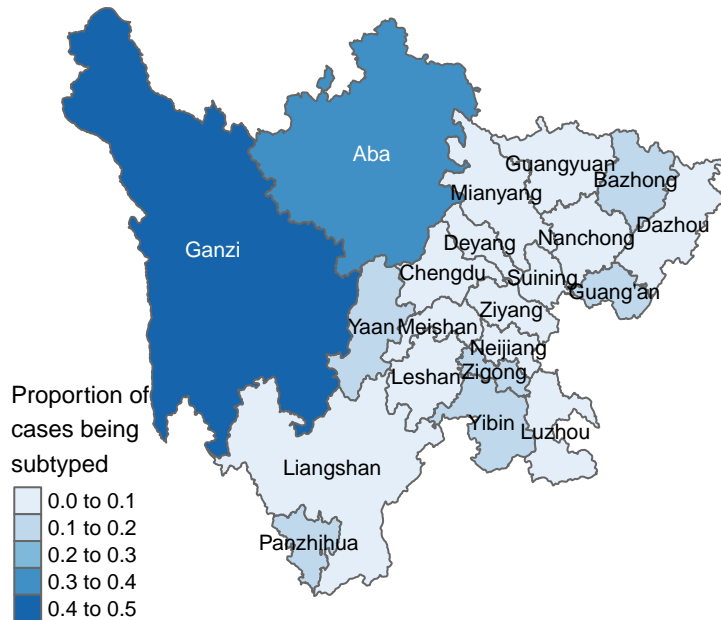 Aba
Guangyuan
Bazhong
Mianyang
Dazhou
Ganzi
Deyang
Nanchong
Chengdu
Suining
Guang'an
Ziyang
Yaan
Meishan
Neijiang
Leshan
Zigong
Yibin
Luzhou
Liangshan
Panzhihua
Proportion of
cases being
subtyped
0.0 to 0.1
0.1 to 0.2
0.2 to 0.3
0.3 to 0.4
0.4 to 0.5